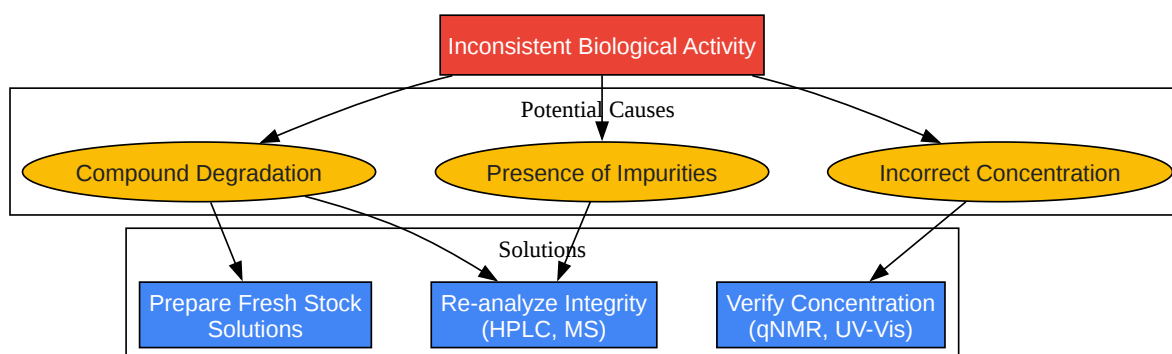 Inconsistent Biological Activity
Potential Causes
Compound Degradation
Presence of Impurities
Incorrect Concentration
Solutions
Prepare Fresh Stock
Solutions
Re-analyze Integrity
(HPLC, MS)
Verify Concentration
(qNMR, UV-Vis)